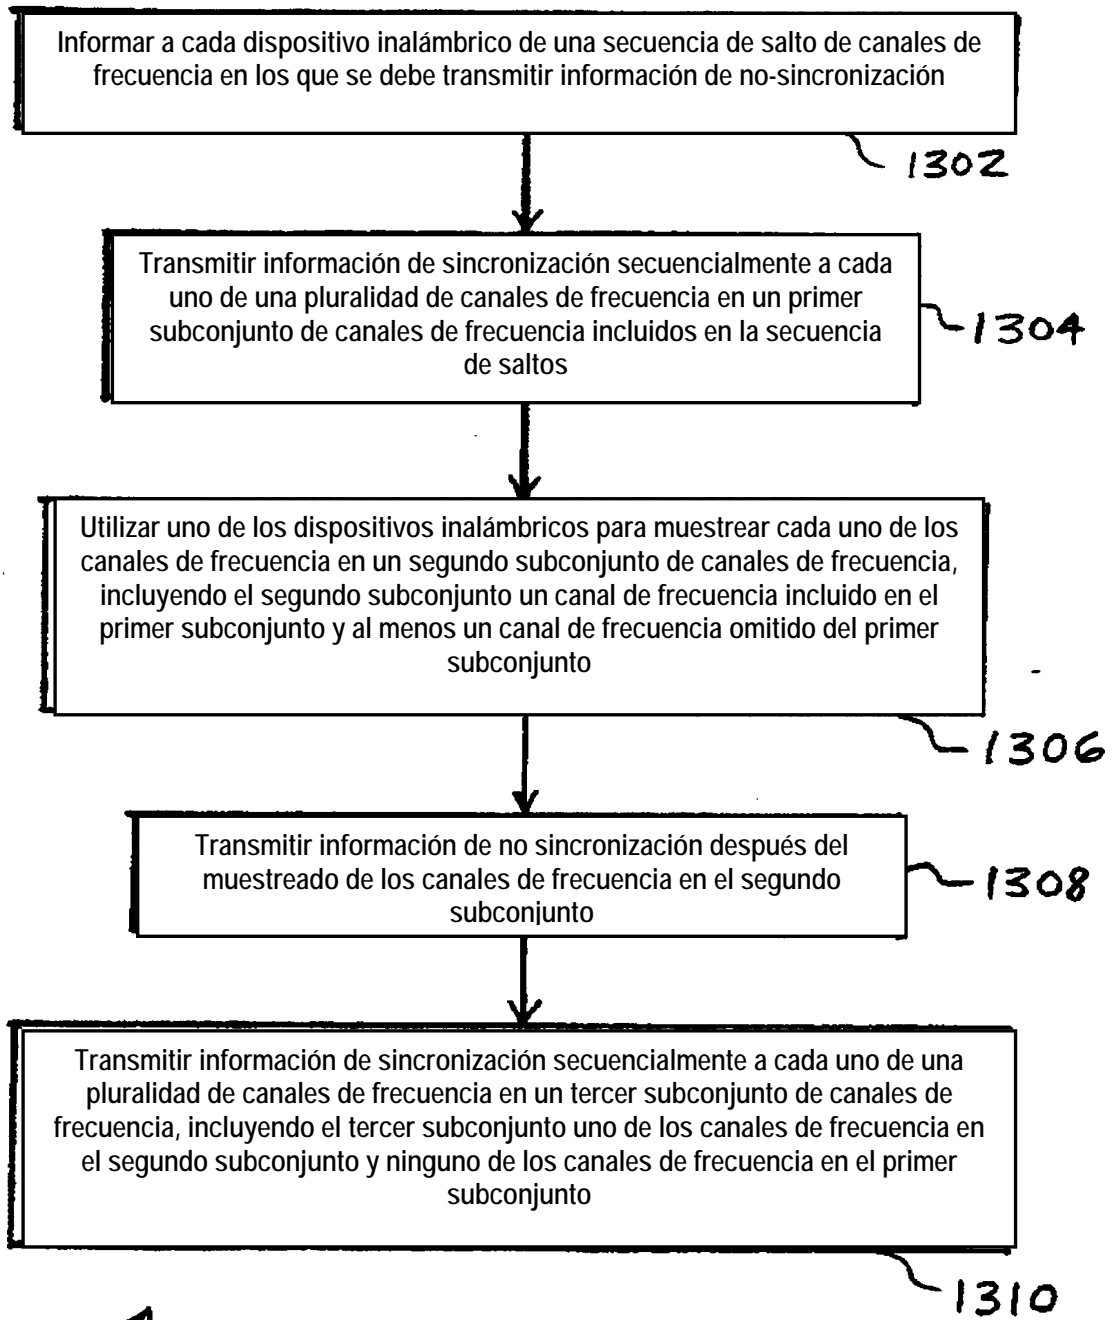 Informar a cada dispositivo inalámbrico de una secuencia de salto de canales de
frecuencia en los que se debe transmitir información de no-sincronización
1302
Transmitir información de sincronización secuencialmente a cada
uno de una pluralidad de canales de frecuencia en un primer
subconjunto de canales de frecuencia incluidos en la secuencia
de saltos
1304
Utilizar uno de los dispositivos inalámbricos para muestrear cada uno de los
canales de frecuencia en un segundo subconjunto de canales de frecuencia,
incluyendo el segundo subconjunto un canal de frecuencia incluido en el
primer subconjunto y al menos un canal de frecuencia omitido del primer
subconjunto
1306
Transmitir información de no sincronización después del
muestreado de los canales de frecuencia en el segundo
subconjunto
1308
Transmitir información de sincronización secuencialmente a cada uno de una
pluralidad de canales de frecuencia en un tercer subconjunto de canales de
frecuencia, incluyendo el tercer subconjunto uno de los canales de frecuencia en
el segundo subconjunto y ninguno de los canales de frecuencia en el primer
subconjunto
1310